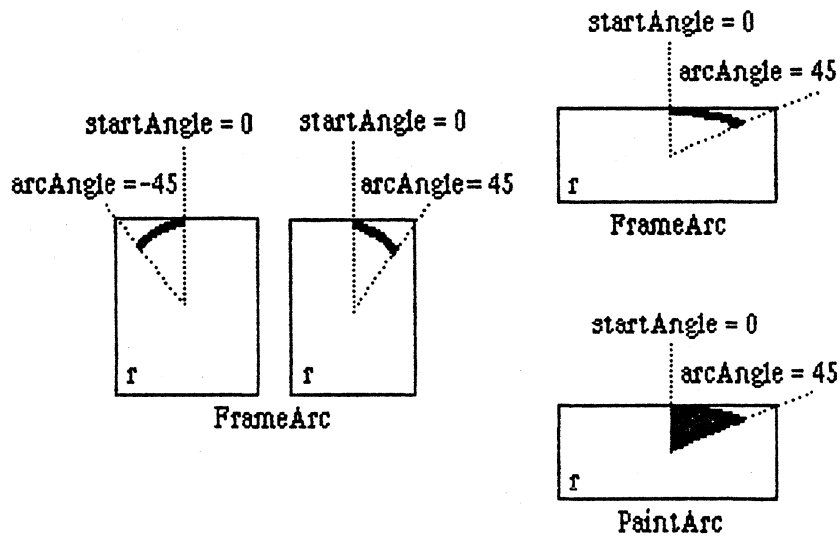 startAngle = 0
arcAngle = 45
startAngle = 0
startAngle = 0
arcAngle =-45
arcAngle= 45
r
FrameArc
r
r
FrameArc
startAngle = 0
arcAngle = 45
r
PaintArc